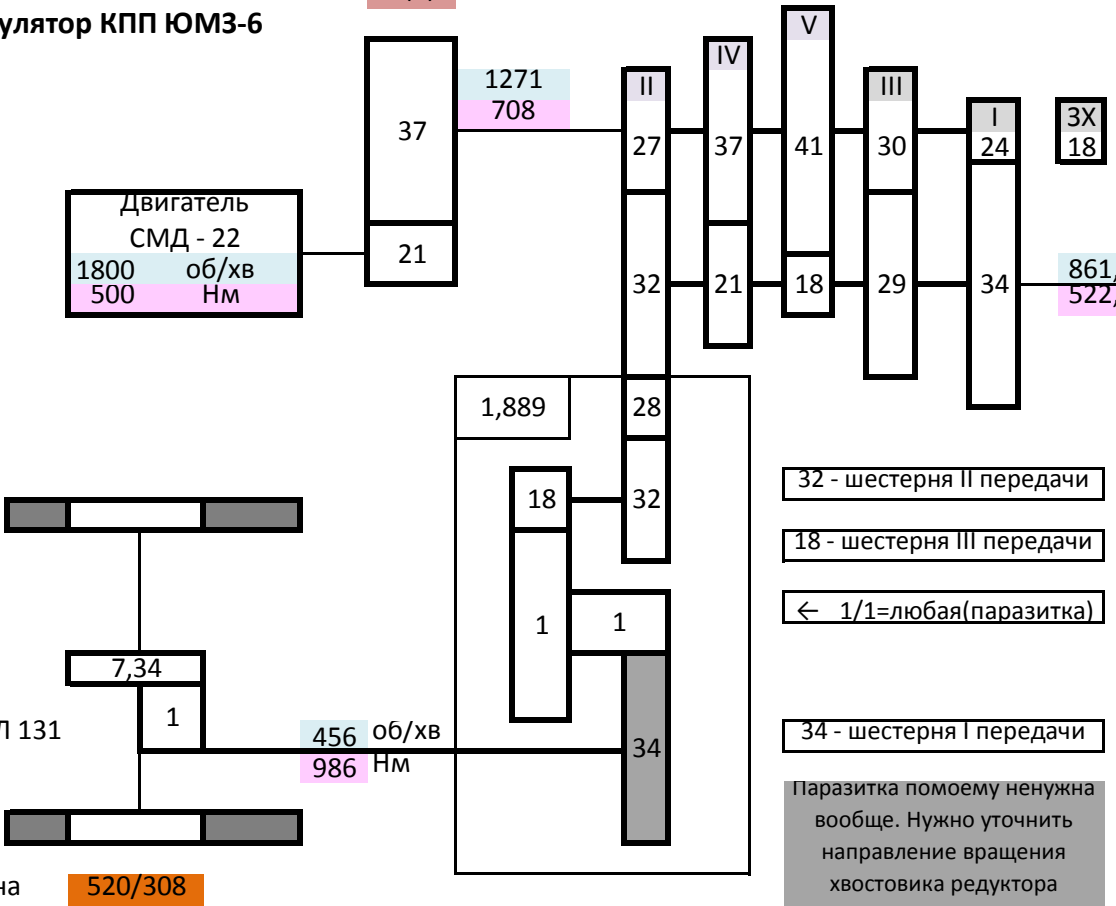 улятор КПП ЮМЗ-6
V
IV
1271
II
III
708
37
I
ЗХ
27
37
41
30
24
18
Двигатель
СМД - 22
21
1800 об/хв
861,
500 Нм
32
21
18
29
34
522,
1,889
28
32 - шестерня II передачи
18
32
18 - шестерня III передачи
← 1/1=любая(паразитка)
1
1
7,34
Л 131
1
456 об/хв
34 - шестерня I передачи
986 Нм
34
Паразитка помоему ненужна
вообще. Нужно уточнить
направление вращения
хвостовика редуктора
на
520/308